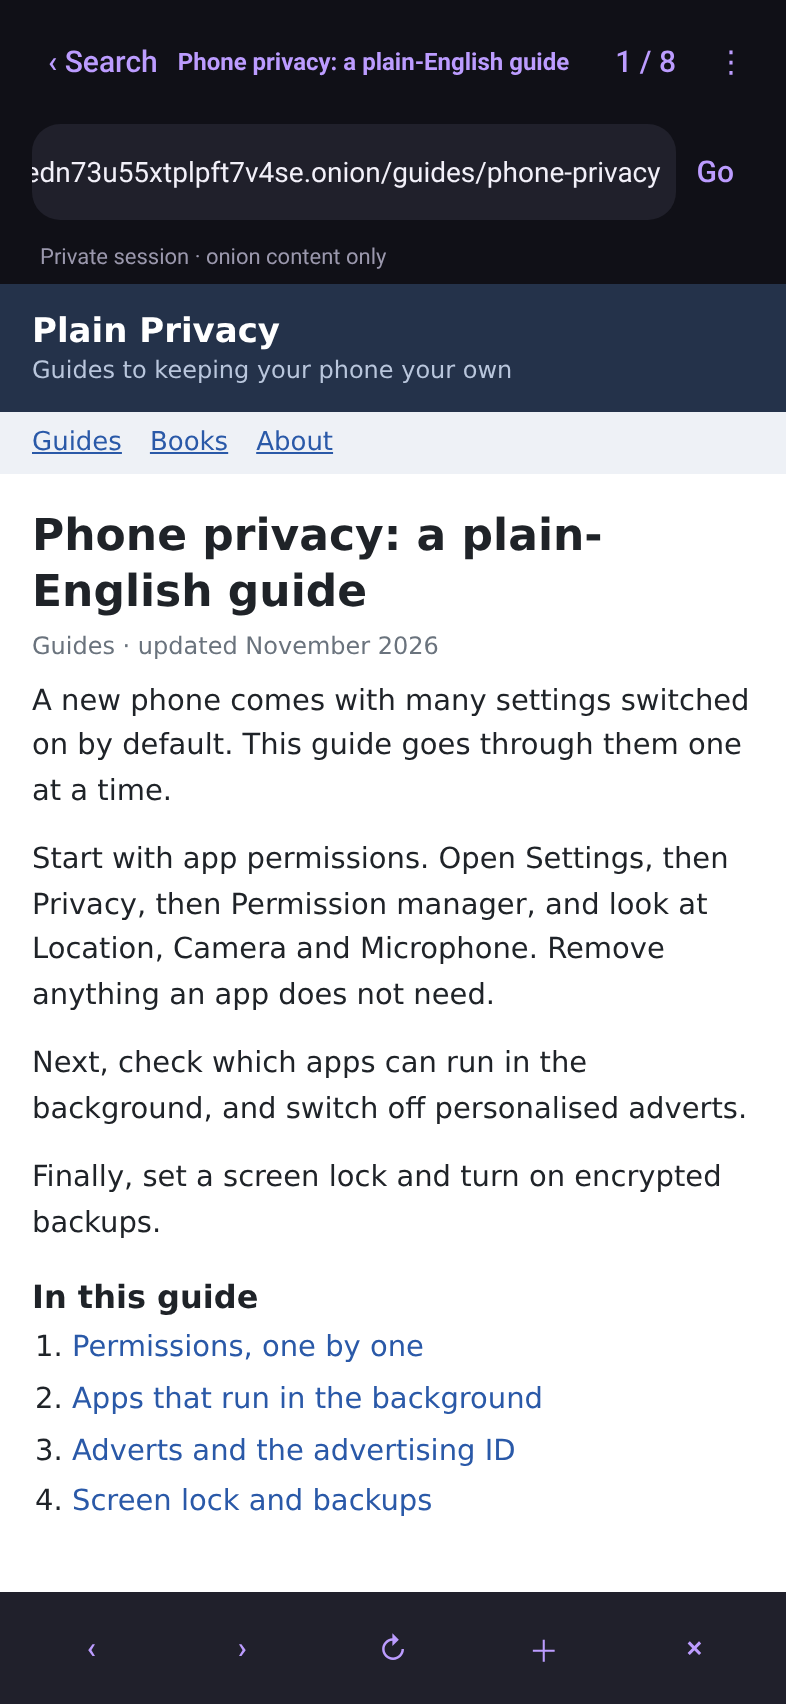 ‹ Search Phone privacy: a plain-English guide 1 / 8 ⋮
edn73u55xtplpft7v4se.onion/guides/phone-privacy Go
Private session · onion content only
Plain Privacy
Guides to keeping your phone your own
Guides Books About
Phone privacy: a plain-
English guide
Guides · updated November 2026
A new phone comes with many settings switched
on by default. This guide goes through them one
at a time.
Start with app permissions. Open Settings, then
Privacy, then Permission manager, and look at
Location, Camera and Microphone. Remove
anything an app does not need.
Next, check which apps can run in the
background, and switch off personalised adverts.
Finally, set a screen lock and turn on encrypted
backups.
In this guide
1. Permissions, one by one
2. Apps that run in the background
3. Adverts and the advertising ID
4. Screen lock and backups